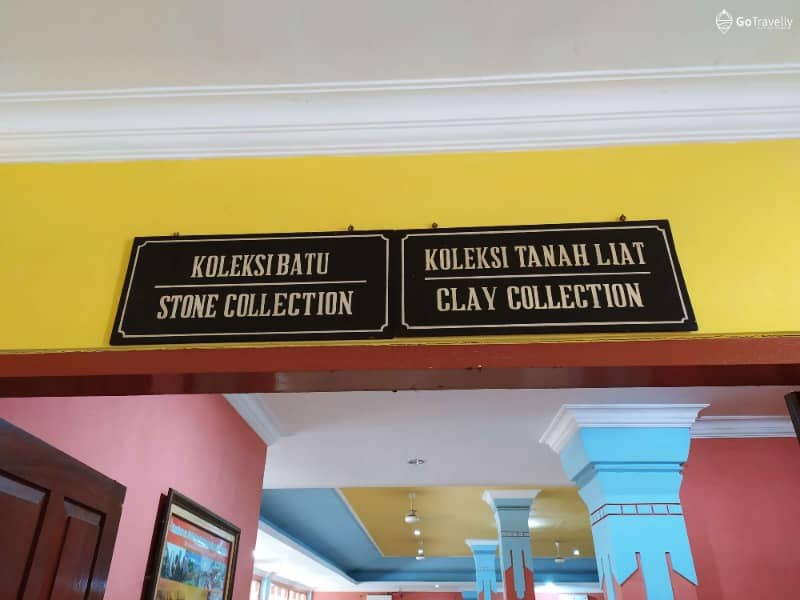 GoTravelly
KOLEKSI BATU
STONE COLLECTION
KOLEKSI TANAH LIAT
CLAY COLLECTION